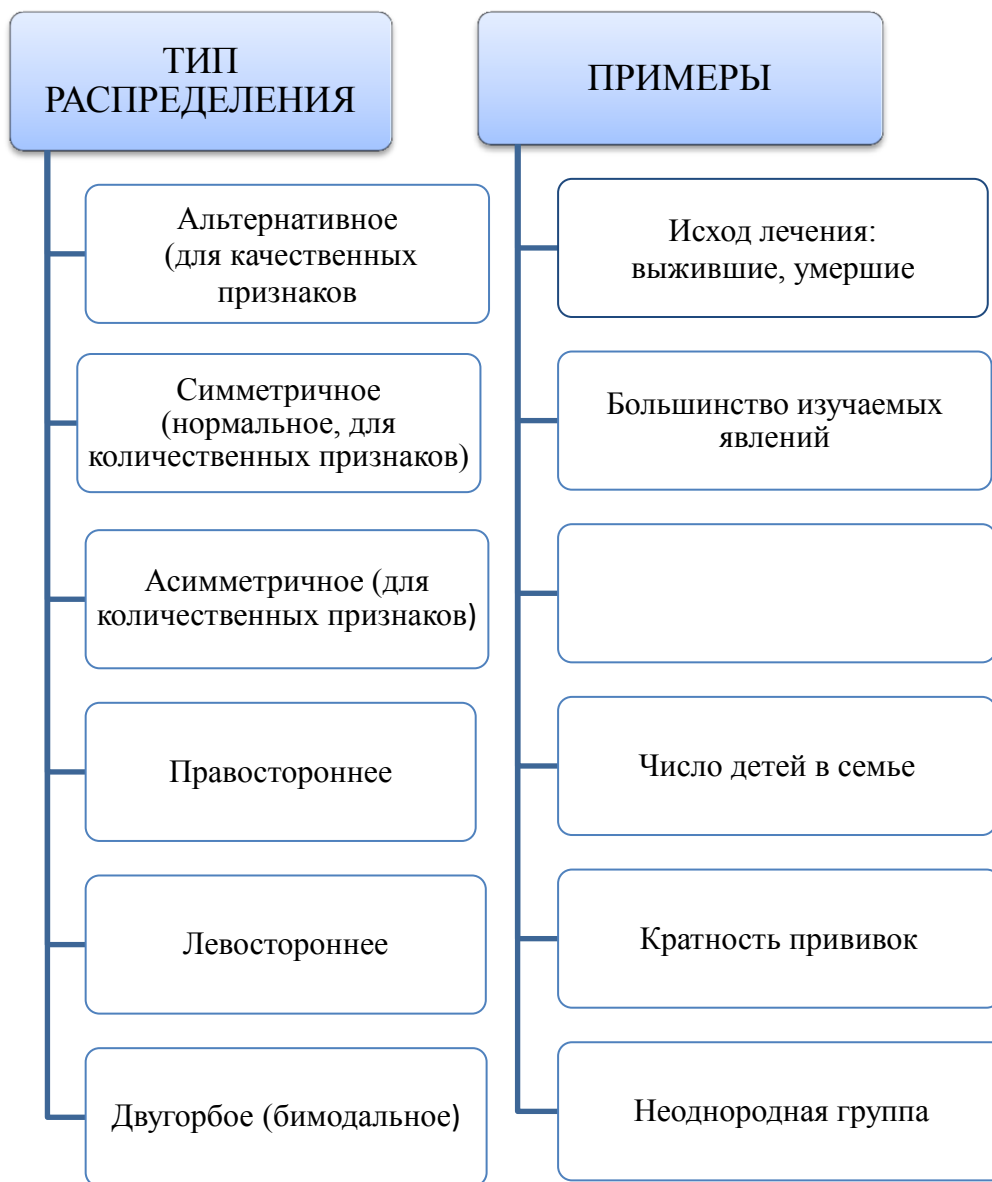 ТИП
РАСПРЕДЕЛЕНИЯ
Альтернативное
(для качественных
признаков
Симметричное
(нормальное, для
количественных признаков)
Асимметричное (для
количественных признаков)
Правостороннее
Левостороннее
Двугорбое (бимодальное)
ПРИМЕРЫ
Исход лечения:
выжившие, умершие
Большинство изучаемых
явлений
Число детей в семье
Кратность прививок
Неоднородная группа